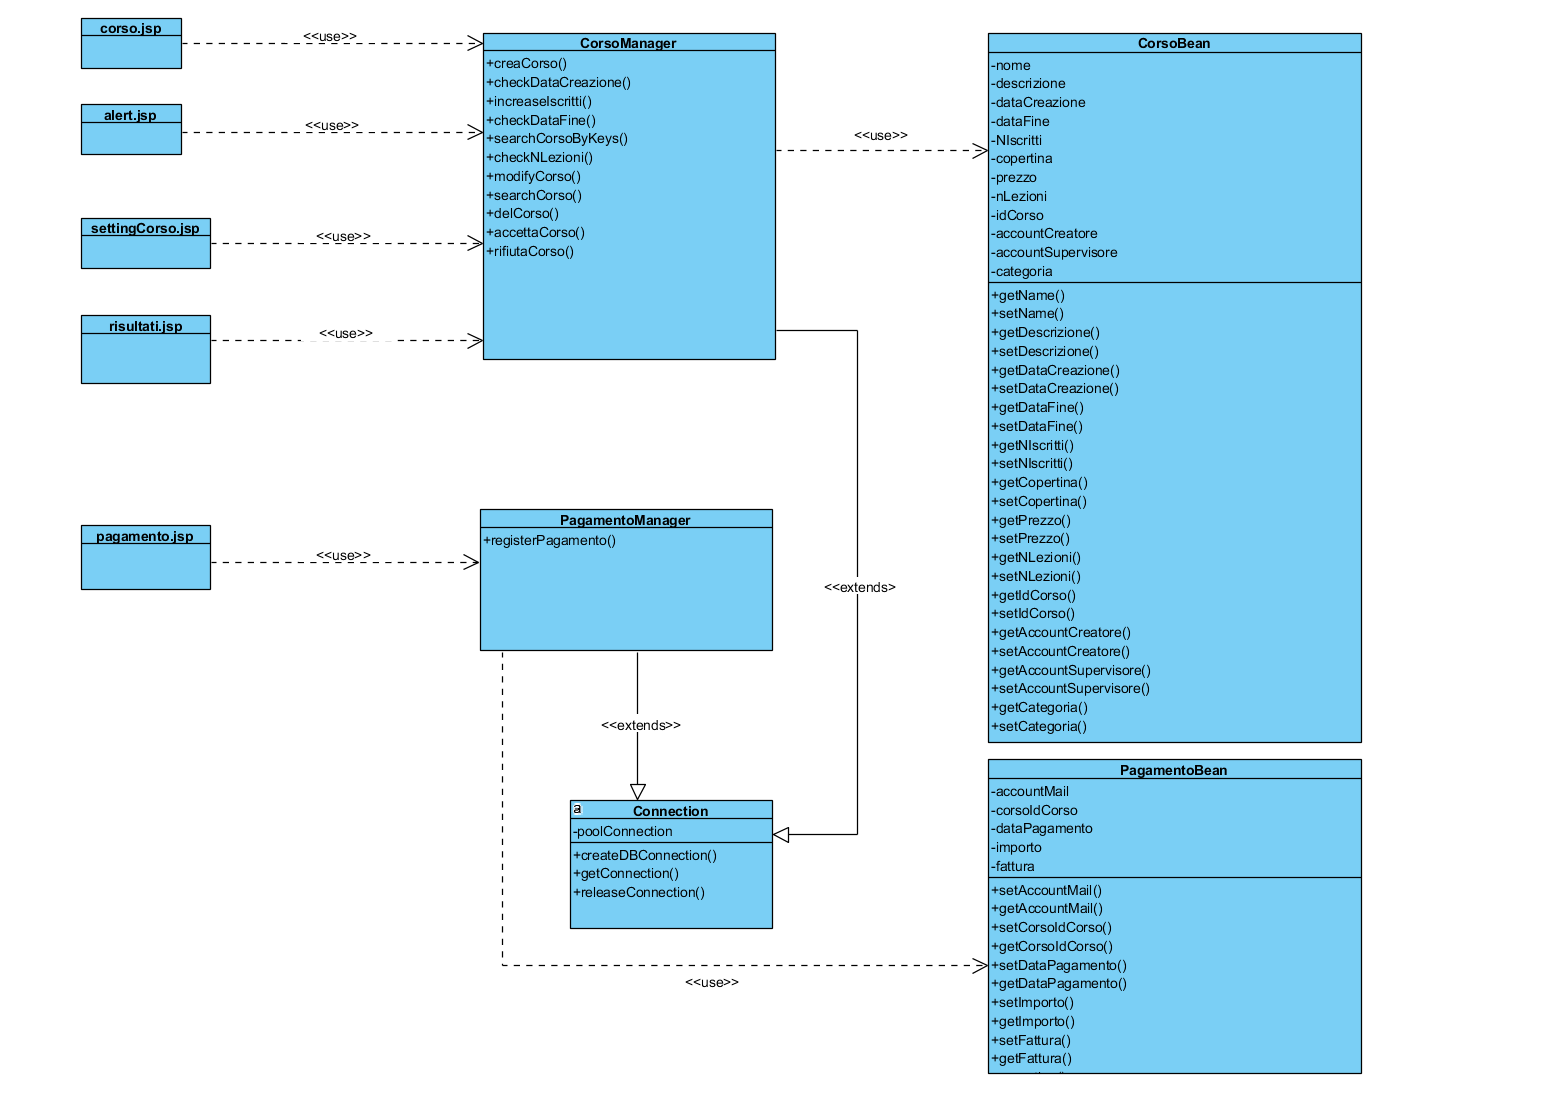 corso.jsp
<<use>>
alert.jsp
<<use>>
settingCorso.jsp
<<use>>
risultati.jsp
<<use>>
CorsoManager
+creaCorso()
+checkDataCreazione()
+increaseIscritti()
+checkDataFine()
+searchCorsoByKeys()
+checkNLezioni()
+modifyCorso()
+searchCorso()
+delCorso()
+accettaCorso()
+rifiutaCorso()
<<use>>
CorsoBean
-nome
-descrizione
-dataCreazione
-dataFine
-NIscritti
-copertina
-prezzo
-nLezioni
-idCorso
-accountCreatore
-accountSupervisore
-categoria
+getName()
+setName()
+getDescrizione()
+setDescrizione()
+getDataCreazione()
+setDataCreazione()
+getDataFine()
+setDataFine()
+getNIscritti()
+setNIscritti()
+getCopertina()
+setCopertina()
+getPrezzo()
+setPrezzo()
+getNLezioni()
+setNLezioni()
+getIdCorso()
+setIdCorso()
+getAccountCreatore()
+setAccountCreatore()
+getAccountSupervisore()
+setAccountSupervisore()
+getCategoria()
+setCategoria()
pagamento.jsp
<<use>>
PagamentoManager
+registerPagamento()
<<extends>
<<extends>>
a
Connection
-poolConnection
+createDBConnection()
+getConnection()
+releaseConnection()
<<use>>
PagamentoBean
-accountMail
-corsoIdCorso
-dataPagamento
-importo
-fattura
+setAccountMail()
+getAccountMail()
+setCorsoIdCorso()
+getCorsoIdCorso()
+setDataPagamento()
+getDataPagamento()
+setImporto()
+getImporto()
+setFattura()
+getFattura()